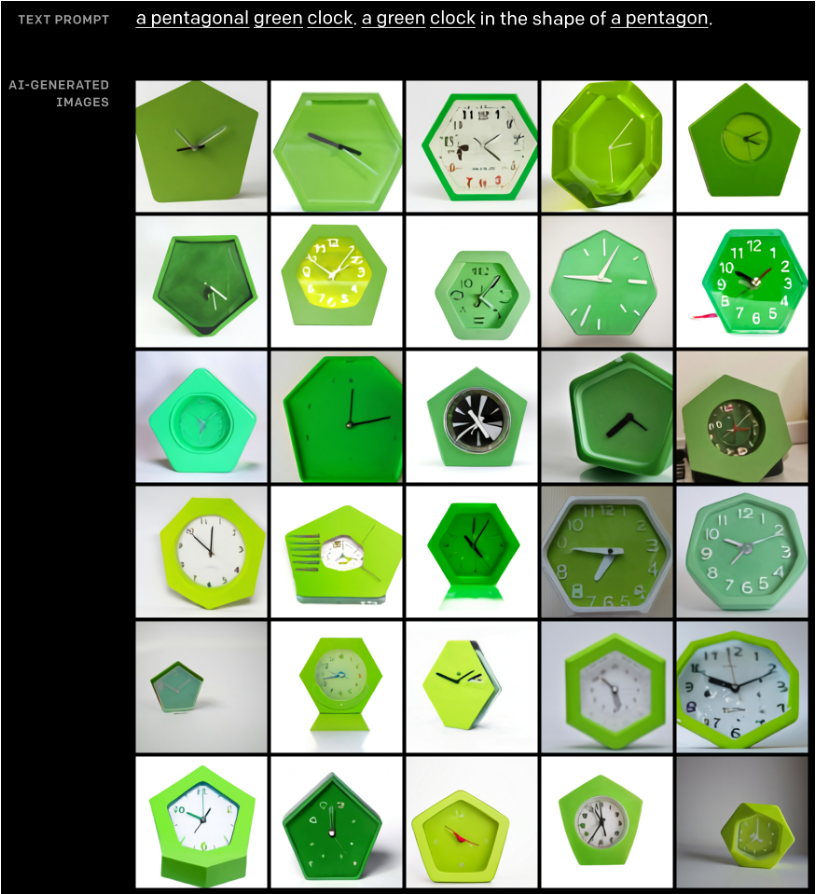 TEXT PROMPT a pentagonal green clock. a green clock in the shape of a pentagon.
AI-GENERATED
IMAGES